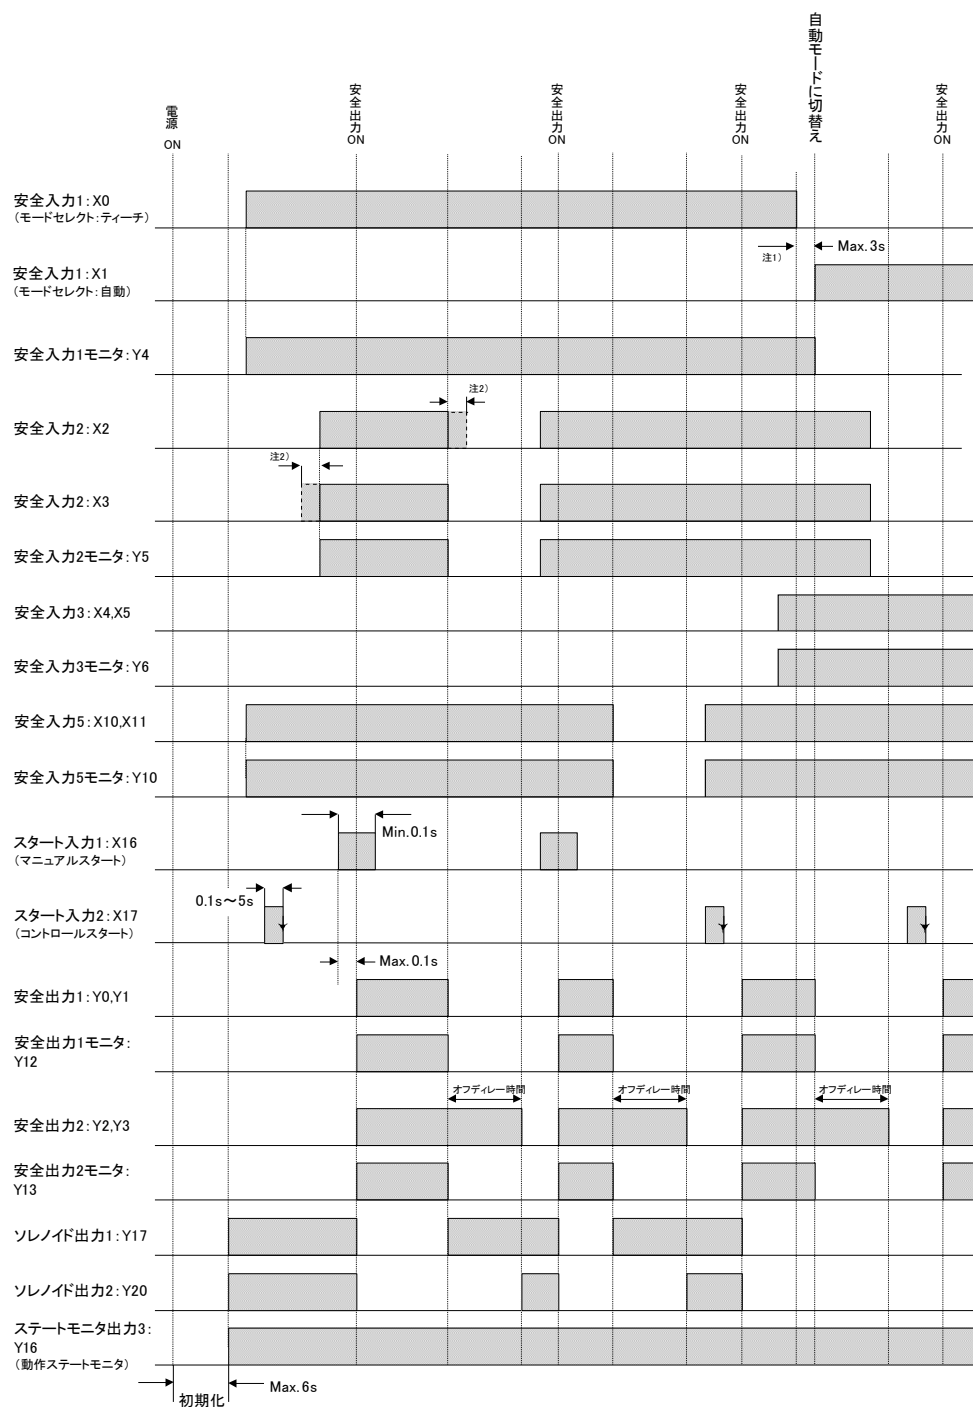 自動モードに切替え
電源
ON
安全出力
ON
安全出力
ON
安全出力
ON
安全出力
ON
安全入力1:X0
(モードセレクト:ティーチ)
注1)
Max.3s
安全入力1:X1
(モードセレクト:自動)
安全入力1モニタ:Y4
注2)
安全入力2:X2
注2)
安全入力2:X3
安全入力2モニタ:Y5
安全入力3:X4,X5
安全入力3モニタ:Y6
安全入力5:X10,X11
安全入力5モニタ:Y10
Min.0.1s
スタート入力1:X16
(マニュアルスタート)
0.1s~5s
スタート入力2:X17
(コントロールスタート)
Max.0.1s
安全出力1:Y0,Y1
安全出力1モニタ:
Y12
オフディレー時間
オフディレー時間
オフディレー時間
安全出力2:Y2,Y3
安全出力2モニタ:
Y13
ソレノイド出力1:Y17
ソレノイド出力2:Y20
ステートモニタ出力3:
Y16
(動作ステートモニタ)
Max.6s
初期化